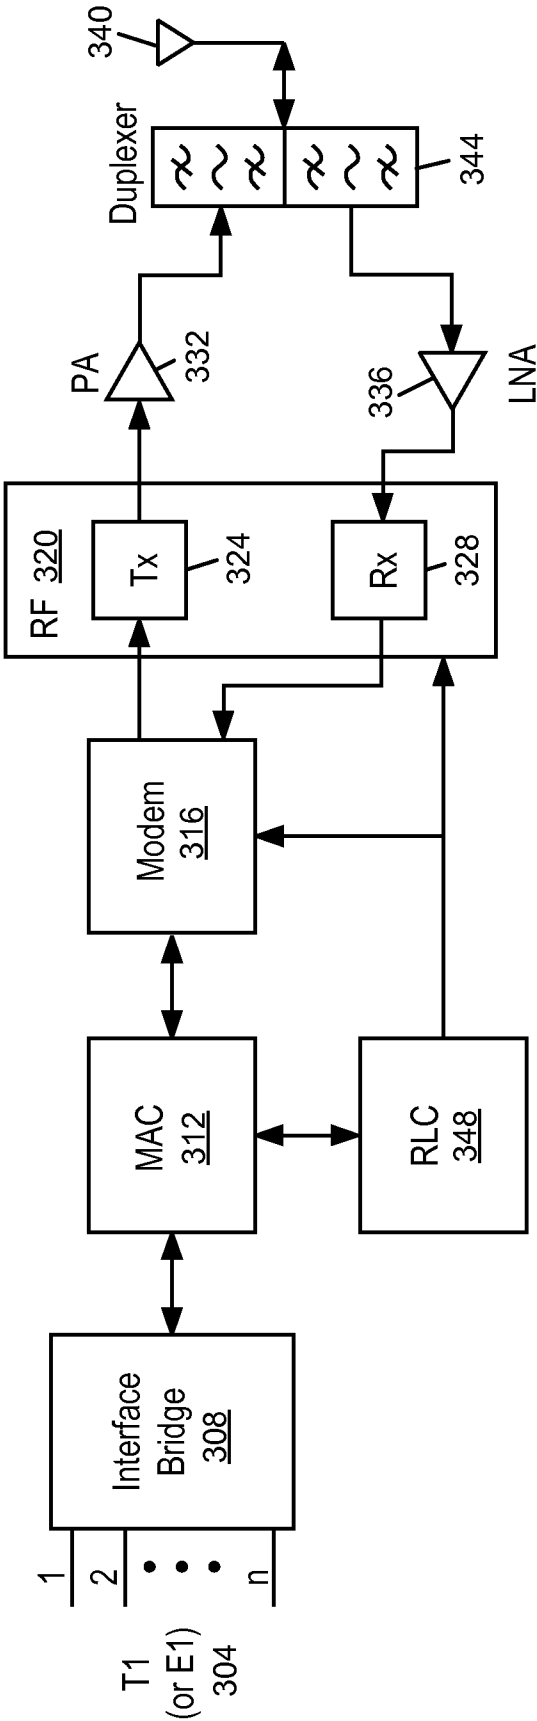 1
2
n
T1
(or E1)
304
Interface
Bridge
308
MAC
312
RLC
348
Modem
316
RF 320
Tx
324
Rx
328
PA
332
336
LNA
Duplexer
344
340